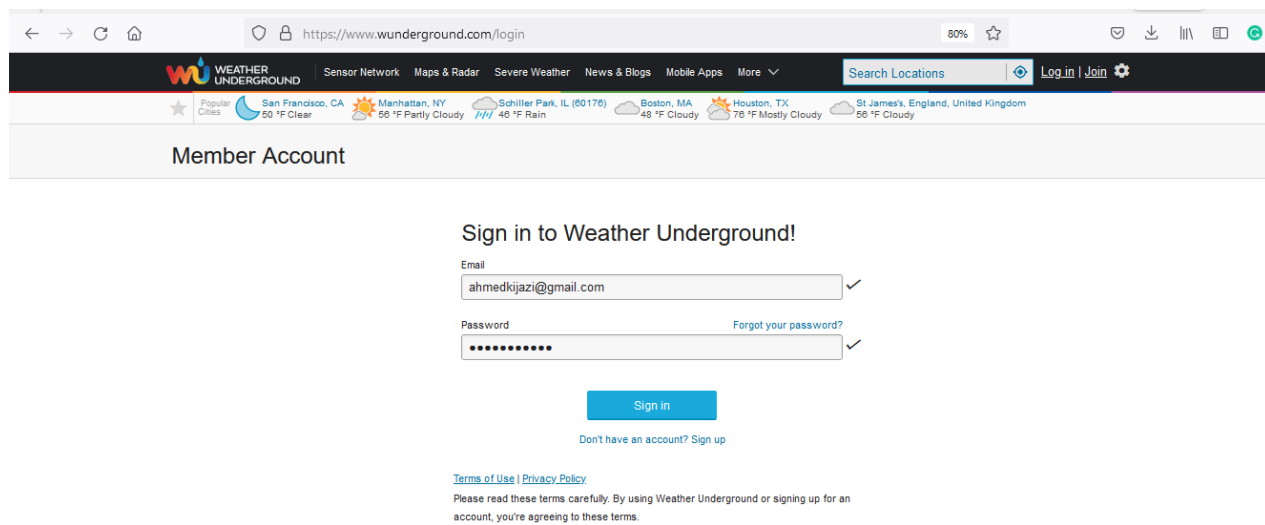 https://www.wunderground.com/login
80%
WEATHER UNDERGROUND
Sensor Network Maps & Radar Severe Weather News & Blogs Mobile Apps More Search Locations Log in | Join
Popular Cities
San Francisco, CA
50 °F Clear
Manhattan, NY
56 °F Partly Cloudy
Schiller Park, IL (60176)
46 °F Rain
Boston, MA
48 °F Cloudy
Houston, TX
76 °F Mostly Cloudy
St James's, England, United Kingdom
56 °F Cloudy
Member Account
Sign in to Weather Underground!
Email
ahmedkijazi@gmail.com
Password Forgot your password?
●●●●●●●●●●●
Sign in
Don't have an account? Sign up
Terms of Use | Privacy Policy
Please read these terms carefully. By using Weather Underground or signing up for an
account, you're agreeing to these terms.